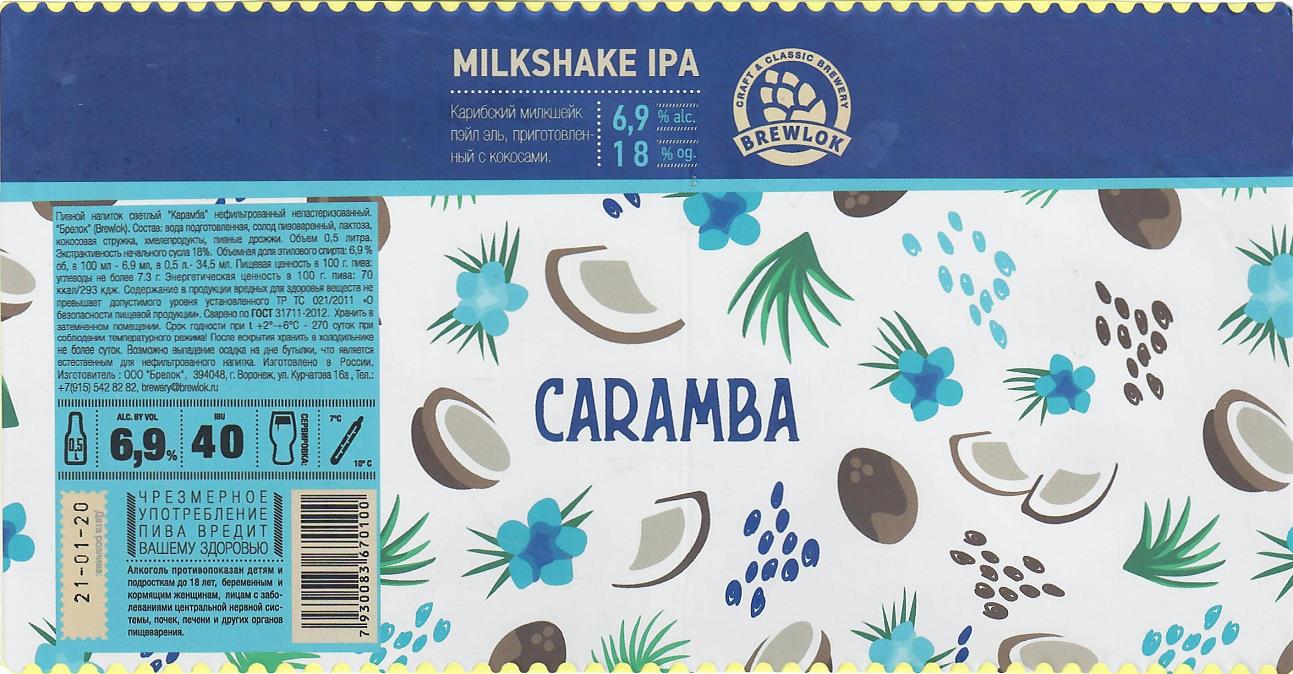 MILKSHAKE IPA
Карибский милкшейк
пэйл эль, приготовлен-
ный с кокосами.
6,9 % alc.
18 % og.
CRAFT & CLASSIC BREWERY
BREWLOK
Пивной напиток светлый "Карамба" нефильтрованный непастеризованный.
"Брелок" (Brewlok). Состав: вода подготовленная, солод пивоваренный, лактоза,
кокосовая стружка, хмелепродукты, пивные дрожжи. Объем 0,5 литра.
Экстрактивность начального сусла 18%. Объемная доля этилового спирта: 6,9 %
об, в 100 мл - 6,9 мл, в 0,5 л.- 34,5 мл. Пищевая ценность в 100 г. пива:
углеводы не более 7.3 г. Энергетическая ценность в 100 г. пива: 70
ккал/293 кдж. Содержание в продукции вредных для здоровья веществ не
превышает допустимого уровня установленного ТР ТС 021/2011 «О
безопасности пищевой продукции». Сварено по ГОСТ 31711-2012. Хранить в
затемненном помещении. Срок годности при t +2°-+6°С - 270 суток при
соблюдении температурного режима! После вскрытия хранить в холодильнике
не более суток. Возможно выпадение осадка на дне бутылки, что является
естественным для нефильтрованного напитка. Изготовлено в России.
Изготовитель : ООО "Брелок", 394048, г. Воронеж, ул. Курчатова 16а , Тел.:
+7(915) 542 82 82, brewery@brewlok.ru
CARAMBA
0,5
L
ALC. BY VOL
6,9%
IBU
40
СЕРВИРОВКА:
7°C
10° C
Дата розлива:
21-01-20
ЧРЕЗМЕРНОЕ
УПОТРЕБЛЕНИЕ
ПИВА ВРЕДИТ
ВАШЕМУ ЗДОРОВЬЮ
Алкоголь противопоказан детям и
подросткам до 18 лет, беременным и
кормящим женщинам, лицам с забо-
леваниями центральной нервной сис-
темы, почек, печени и других органов
пищеварения.
7 930083 670100